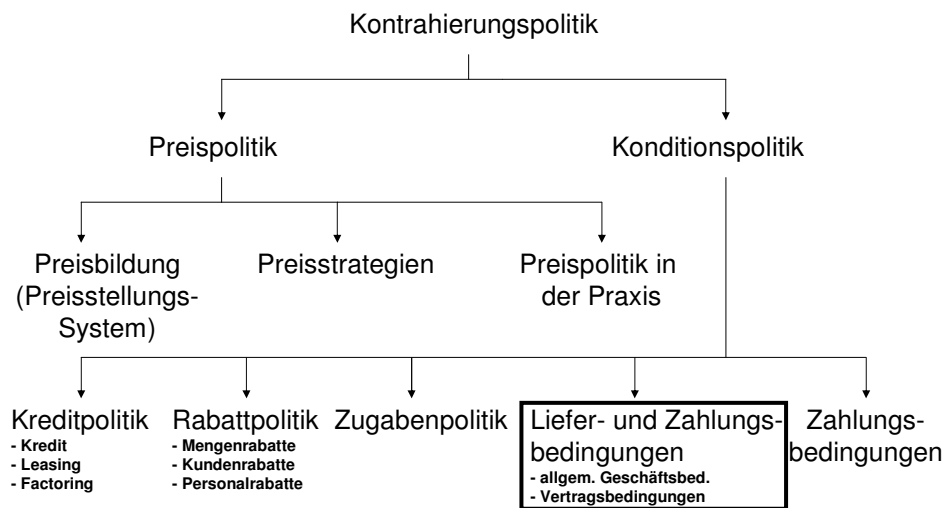 Kontrahierungspolitik
Preispolitik
Konditionspolitik
Preisbildung
(Preisstellungs-
System)
Preisstrategien
Preispolitik in
der Praxis
Kreditpolitik
- Kredit
- Leasing
- Factoring
Rabattpolitik
- Mengenrabatte
- Kundenrabatte
- Personalrabatte
Zugabenpolitik
Liefer- und Zahlungs-
bedingungen
- allgem. Geschäftsbed.
- Vertragsbedingungen
Zahlungs-
bedingungen